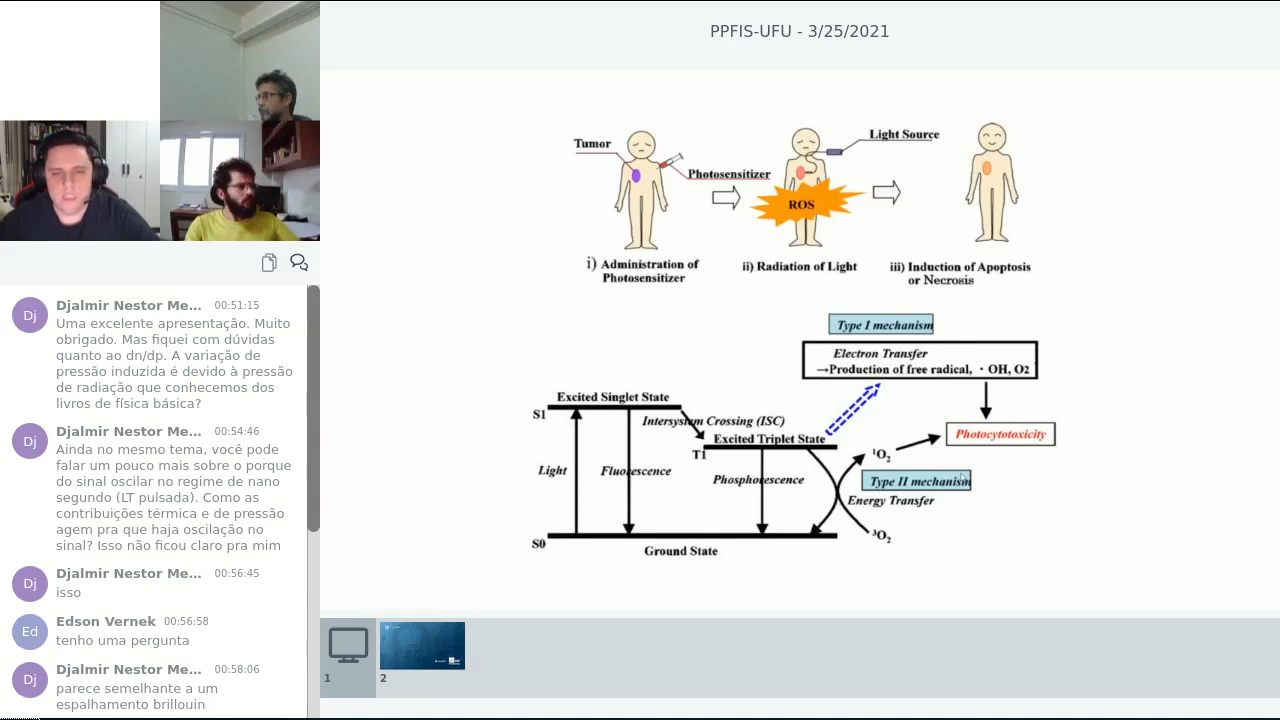 PPFIS-UFU - 3/25/2021
Dj
Djalmir Nestor Me... 00:51:15
Uma excelente apresentação. Muito
obrigado. Mas fiquei com dúvidas
quanto ao dn/dp. A variação de
pressão induzida é devido à pressão
de radiação que conhecemos dos
livros de física básica?
Dj
Djalmir Nestor Me... 00:54:46
Ainda no mesmo tema, você pode
falar um pouco mais sobre o porque
do sinal oscilar no regime de nano
segundo (LT pulsada). Como as
contribuições térmica e de pressão
agem pra que haja oscilação no
sinal? Isso não ficou claro pra mim
Dj
Djalmir Nestor Me... 00:56:45
isso
Ed
Edson Vernek 00:56:58
tenho uma pergunta
Dj
Djalmir Nestor Me... 00:58:06
parece semelhante a um
espalhamento brillouin
Tumor
Photosensitizer
Light Source
ROS
i) Administration of
Photosensitizer
ii) Radiation of Light
iii) Induction of Apoptosis
or Necrosis
Type I mechanism
Electron Transfer
→Production of free radical, ・OH, O2
Excited Singlet State
S1
Intersystem Crossing (ISC)
Excited Triplet State
T1
Photocytotoxicity
¹O₂
Light
Fluorescence
Phosphorescence
Type II mechanism
Energy Transfer
³O₂
S0
Ground State
1
2